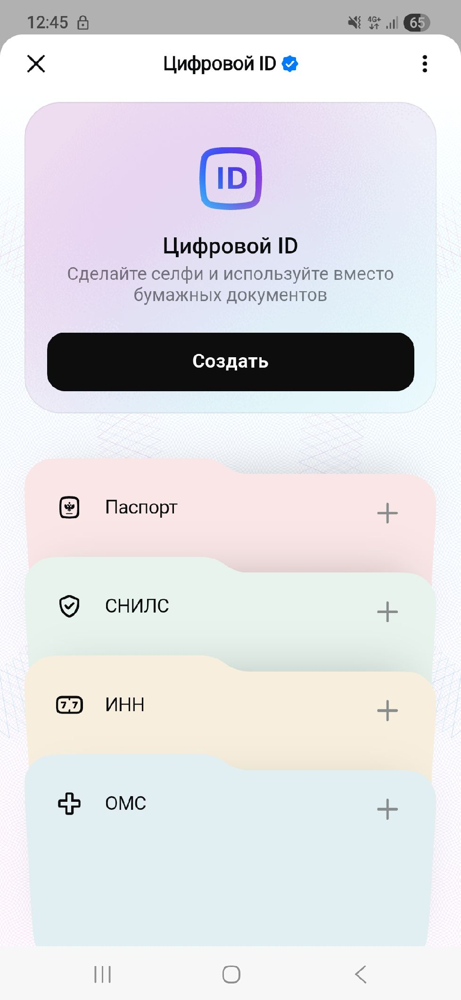 12:45
4G+
65
Цифровой ID
ID
Цифровой ID
Сделайте селфи и используйте вместо
бумажных документов
Создать
Паспорт
СНИЛС
77
ИНН
ОМС